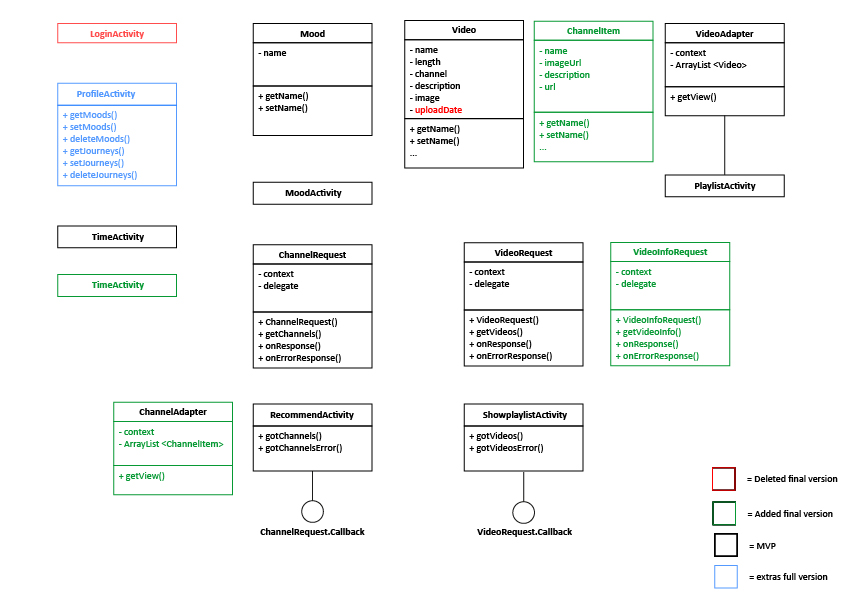 LoginActivity
ProfileActivity
+ getMoods()
+ setMoods()
+ deleteMoods()
+ getJourneys()
+ setJourneys()
+ deleteJourneys()
TimeActivity
TimeActivity
Mood
- name
+ getName()
+ setName()
MoodActivity
Video
- name
- length
- channel
- description
- image
- uploadDate
+ getName()
+ setName()
...
ChannelItem
- name
- imageUrl
- description
- url
+ getName()
+ setName()
...
VideoAdapter
- context
- ArrayList <Video>
+ getView()
PlaylistActivity
ChannelRequest
- context
- delegate
+ ChannelRequest()
+ getChannels()
+ onResponse()
+ onErrorResponse()
VideoRequest
- context
- delegate
+ VideoRequest()
+ getVideos()
+ onResponse()
+ onErrorResponse()
VideoInfoRequest
- context
- delegate
+ VideoInfoRequest()
+ getVideoInfo()
+ onResponse()
+ onErrorResponse()
ChannelAdapter
- context
- ArrayList <ChannelItem>
+ getView()
RecommendActivity
+ gotChannels()
+ gotChannelsError()
ChannelRequest.Callback
ShowplaylistActivity
+ gotVideos()
+ gotVideosError()
VideoRequest.Callback
= Deleted final version
= Added final version
= MVP
= extras full version